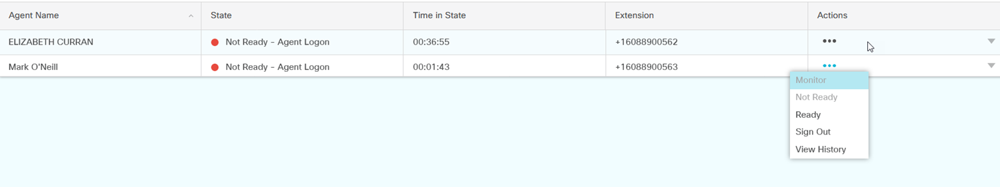 Agent Name State Time in State Extension Actions
ELIZABETH CURRAN Not Ready - Agent Logon 00:36:55 +16088900562
Mark O'Neill Not Ready - Agent Logon 00:01:43 +16088900563
Monitor
Not Ready
Ready
Sign Out
View History